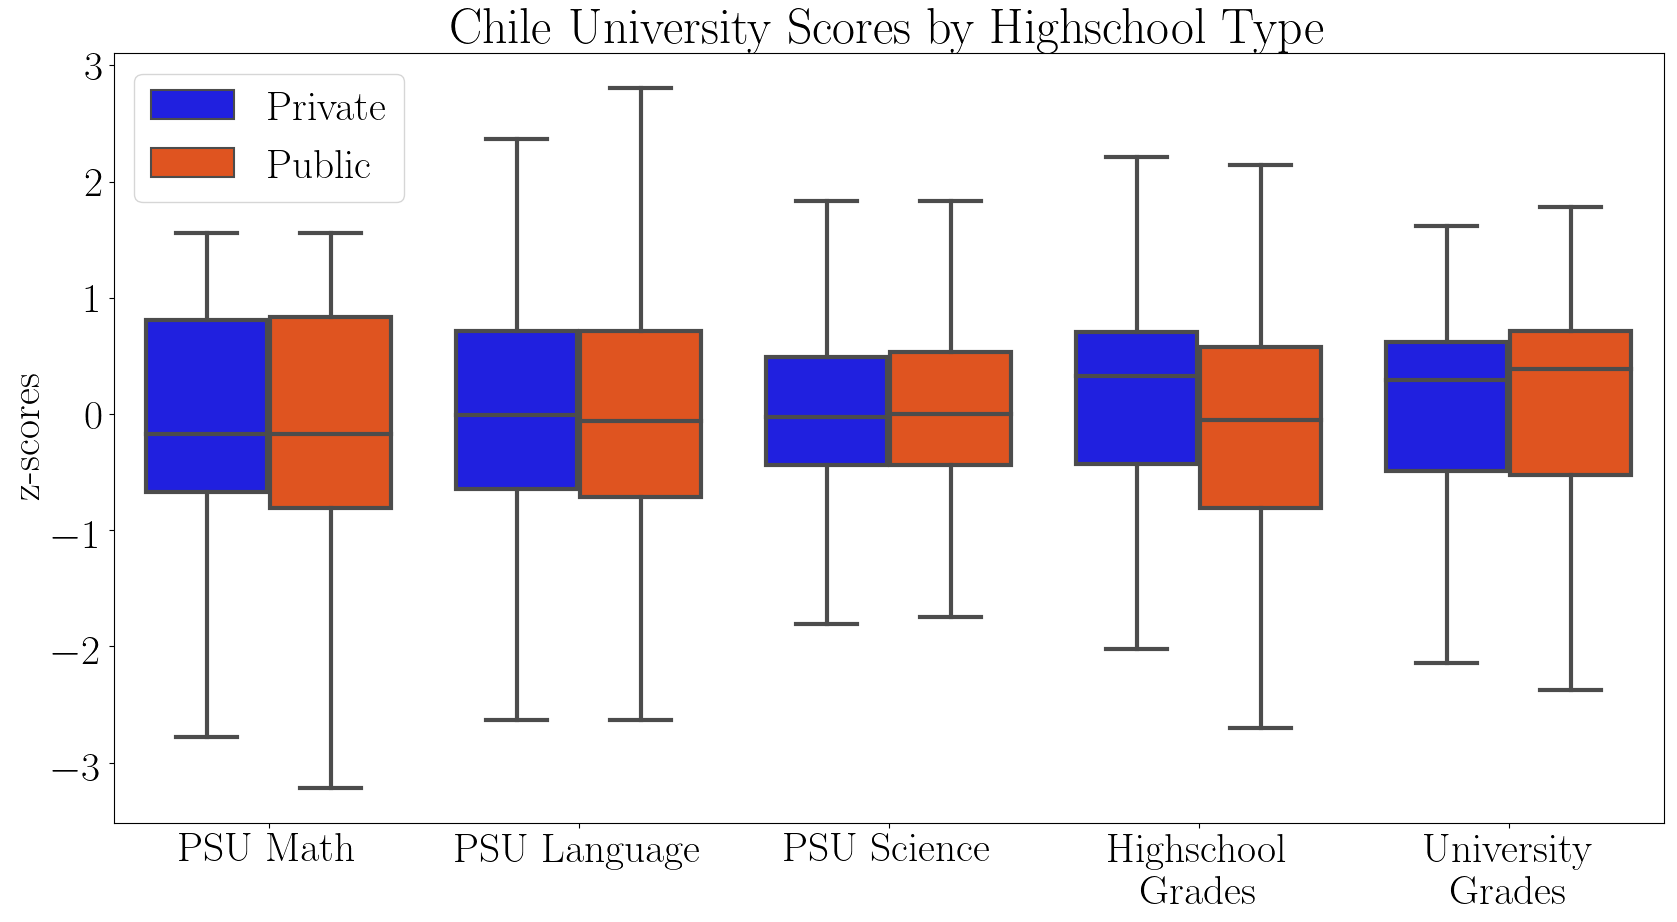 Chile University Scores by Highschool Type
Private
Public
z-scores
3
2
1
0
−1
−2
−3
PSU Math
PSU Language
PSU Science
Highschool
Grades
University
Grades